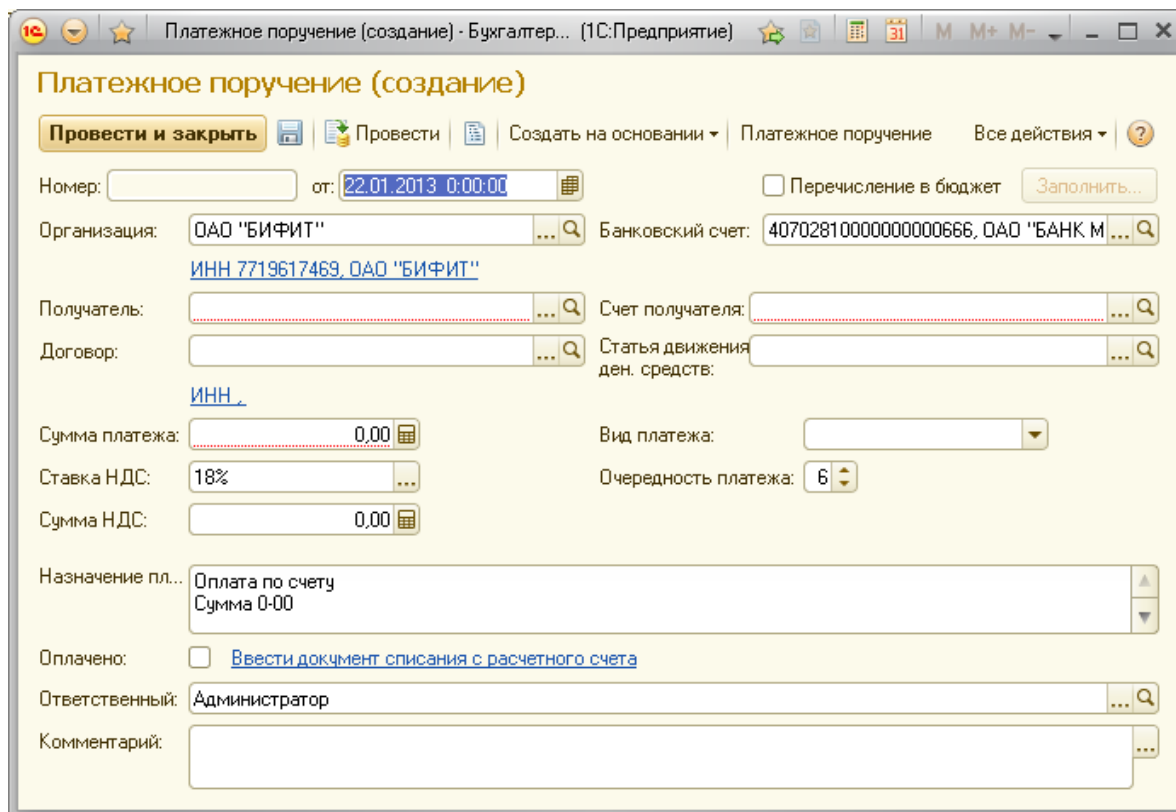 Платежное поручение (создание) - Бухгалтер... (1С:Предприятие) 31 M M+ M-
Платежное поручение (создание)
Провести и закрыть Провести Создать на основании Платежное поручение Все действия ?
Номер: от: 22.01.2013 0:00:00 Перечисление в бюджет Заполнить...
Организация: ОАО "БИФИТ" ... Банковский счет: 40702810000000000666, ОАО "БАНК М ...
ИНН 7719617469, ОАО "БИФИТ"
Получатель: ... Счет получателя: ...
Договор: ... Статья движения ...
ден. средств:
ИНН ,
Сумма платежа: 0,00 Вид платежа:
Ставка НДС: 18% ... Очередность платежа: 6
Сумма НДС: 0,00
Назначение пл... Оплата по счету
Сумма 0-00
Оплачено: Ввести документ списания с расчетного счета
Ответственный: Администратор ...
Комментарий: ...